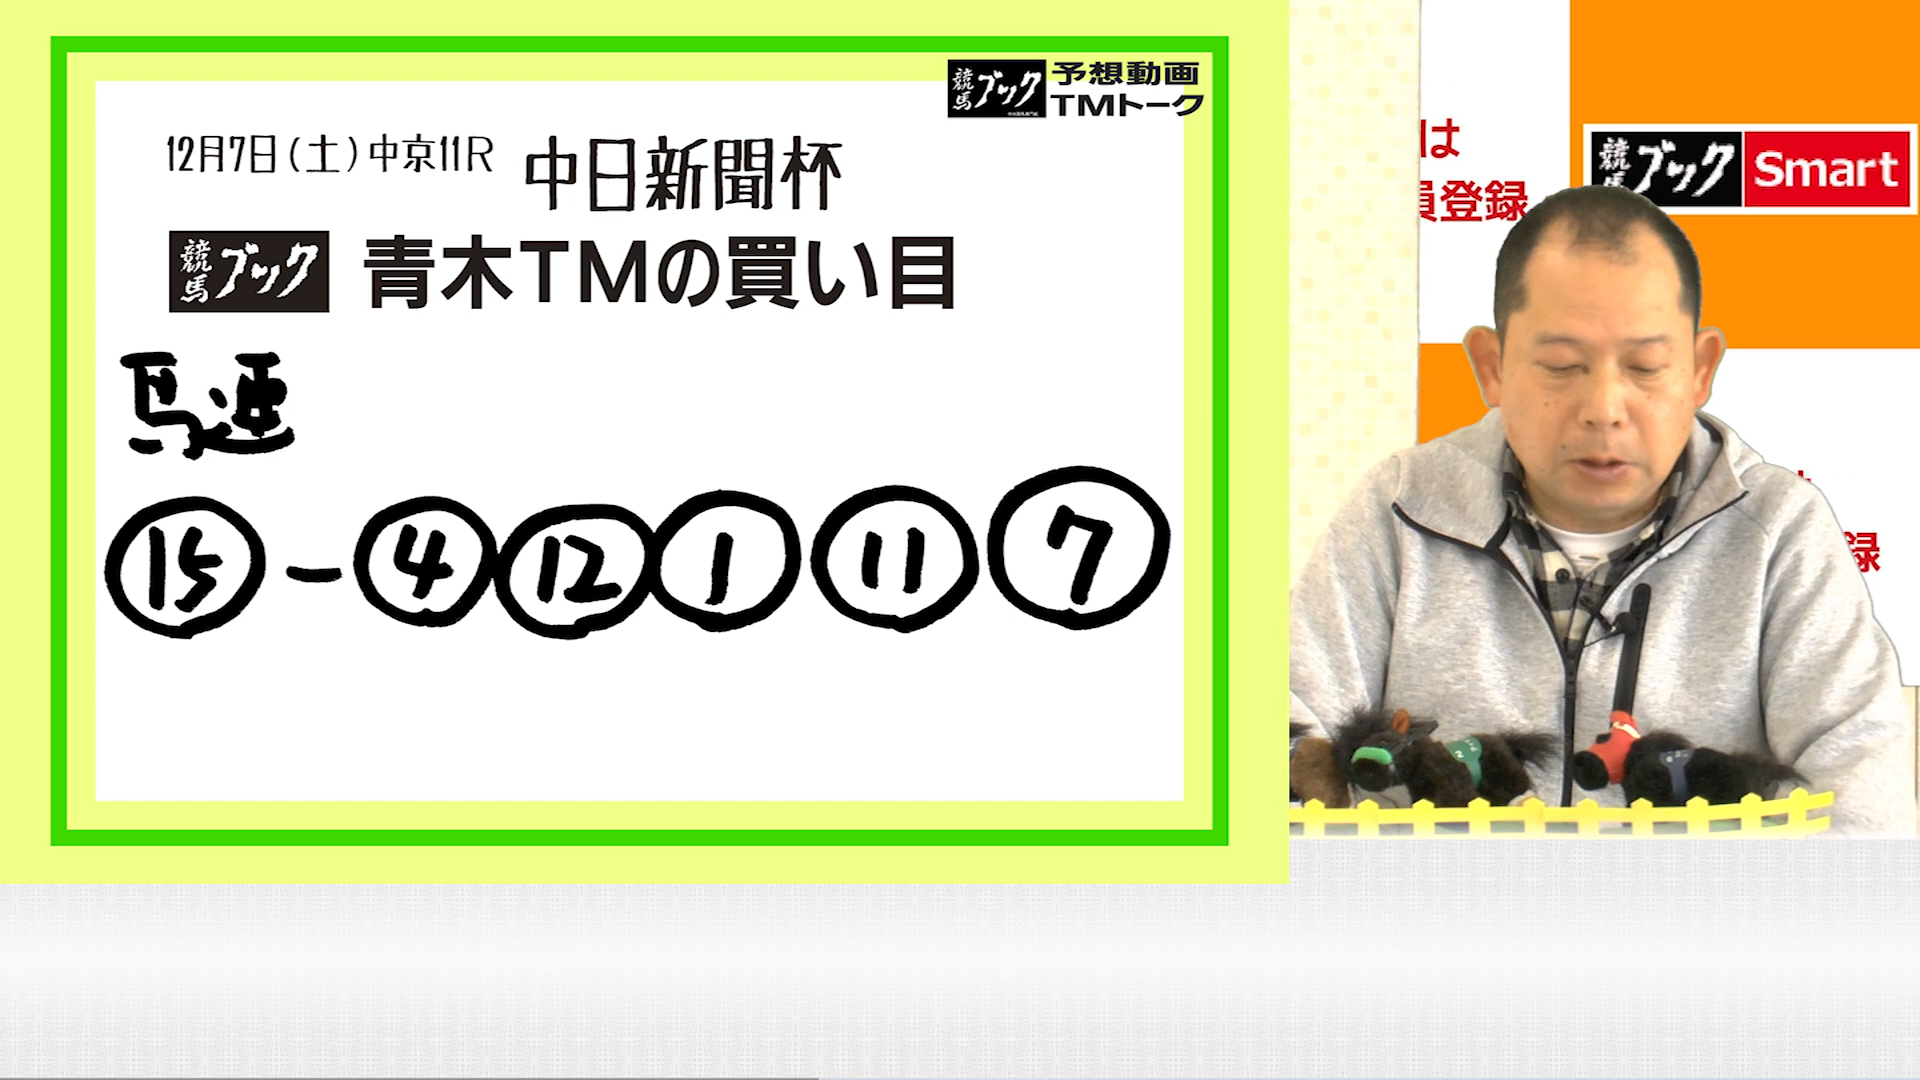 競馬ブック 予想動画
TMトーク
12月7日(土)中京11R 中日新聞杯
競馬ブック 青木TMの買い目
馬連
⑮-④⑫①⑪⑦
は
員登録
競馬ブック Smart
録